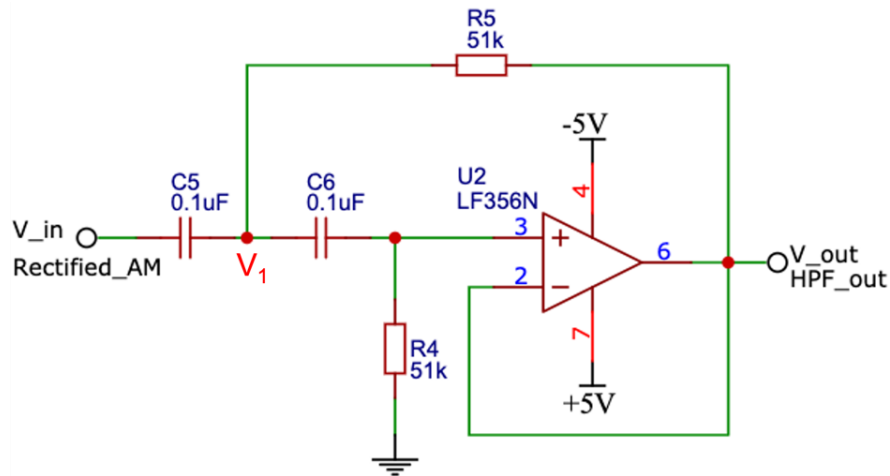 R5
51k
-5V
U2
LF356N
4
C5
0.1uF
C6
0.1uF
V_in
Rectified_AM
V1
3
+
2
−
6
V_out
HPF_out
7
R4
51k
+5V